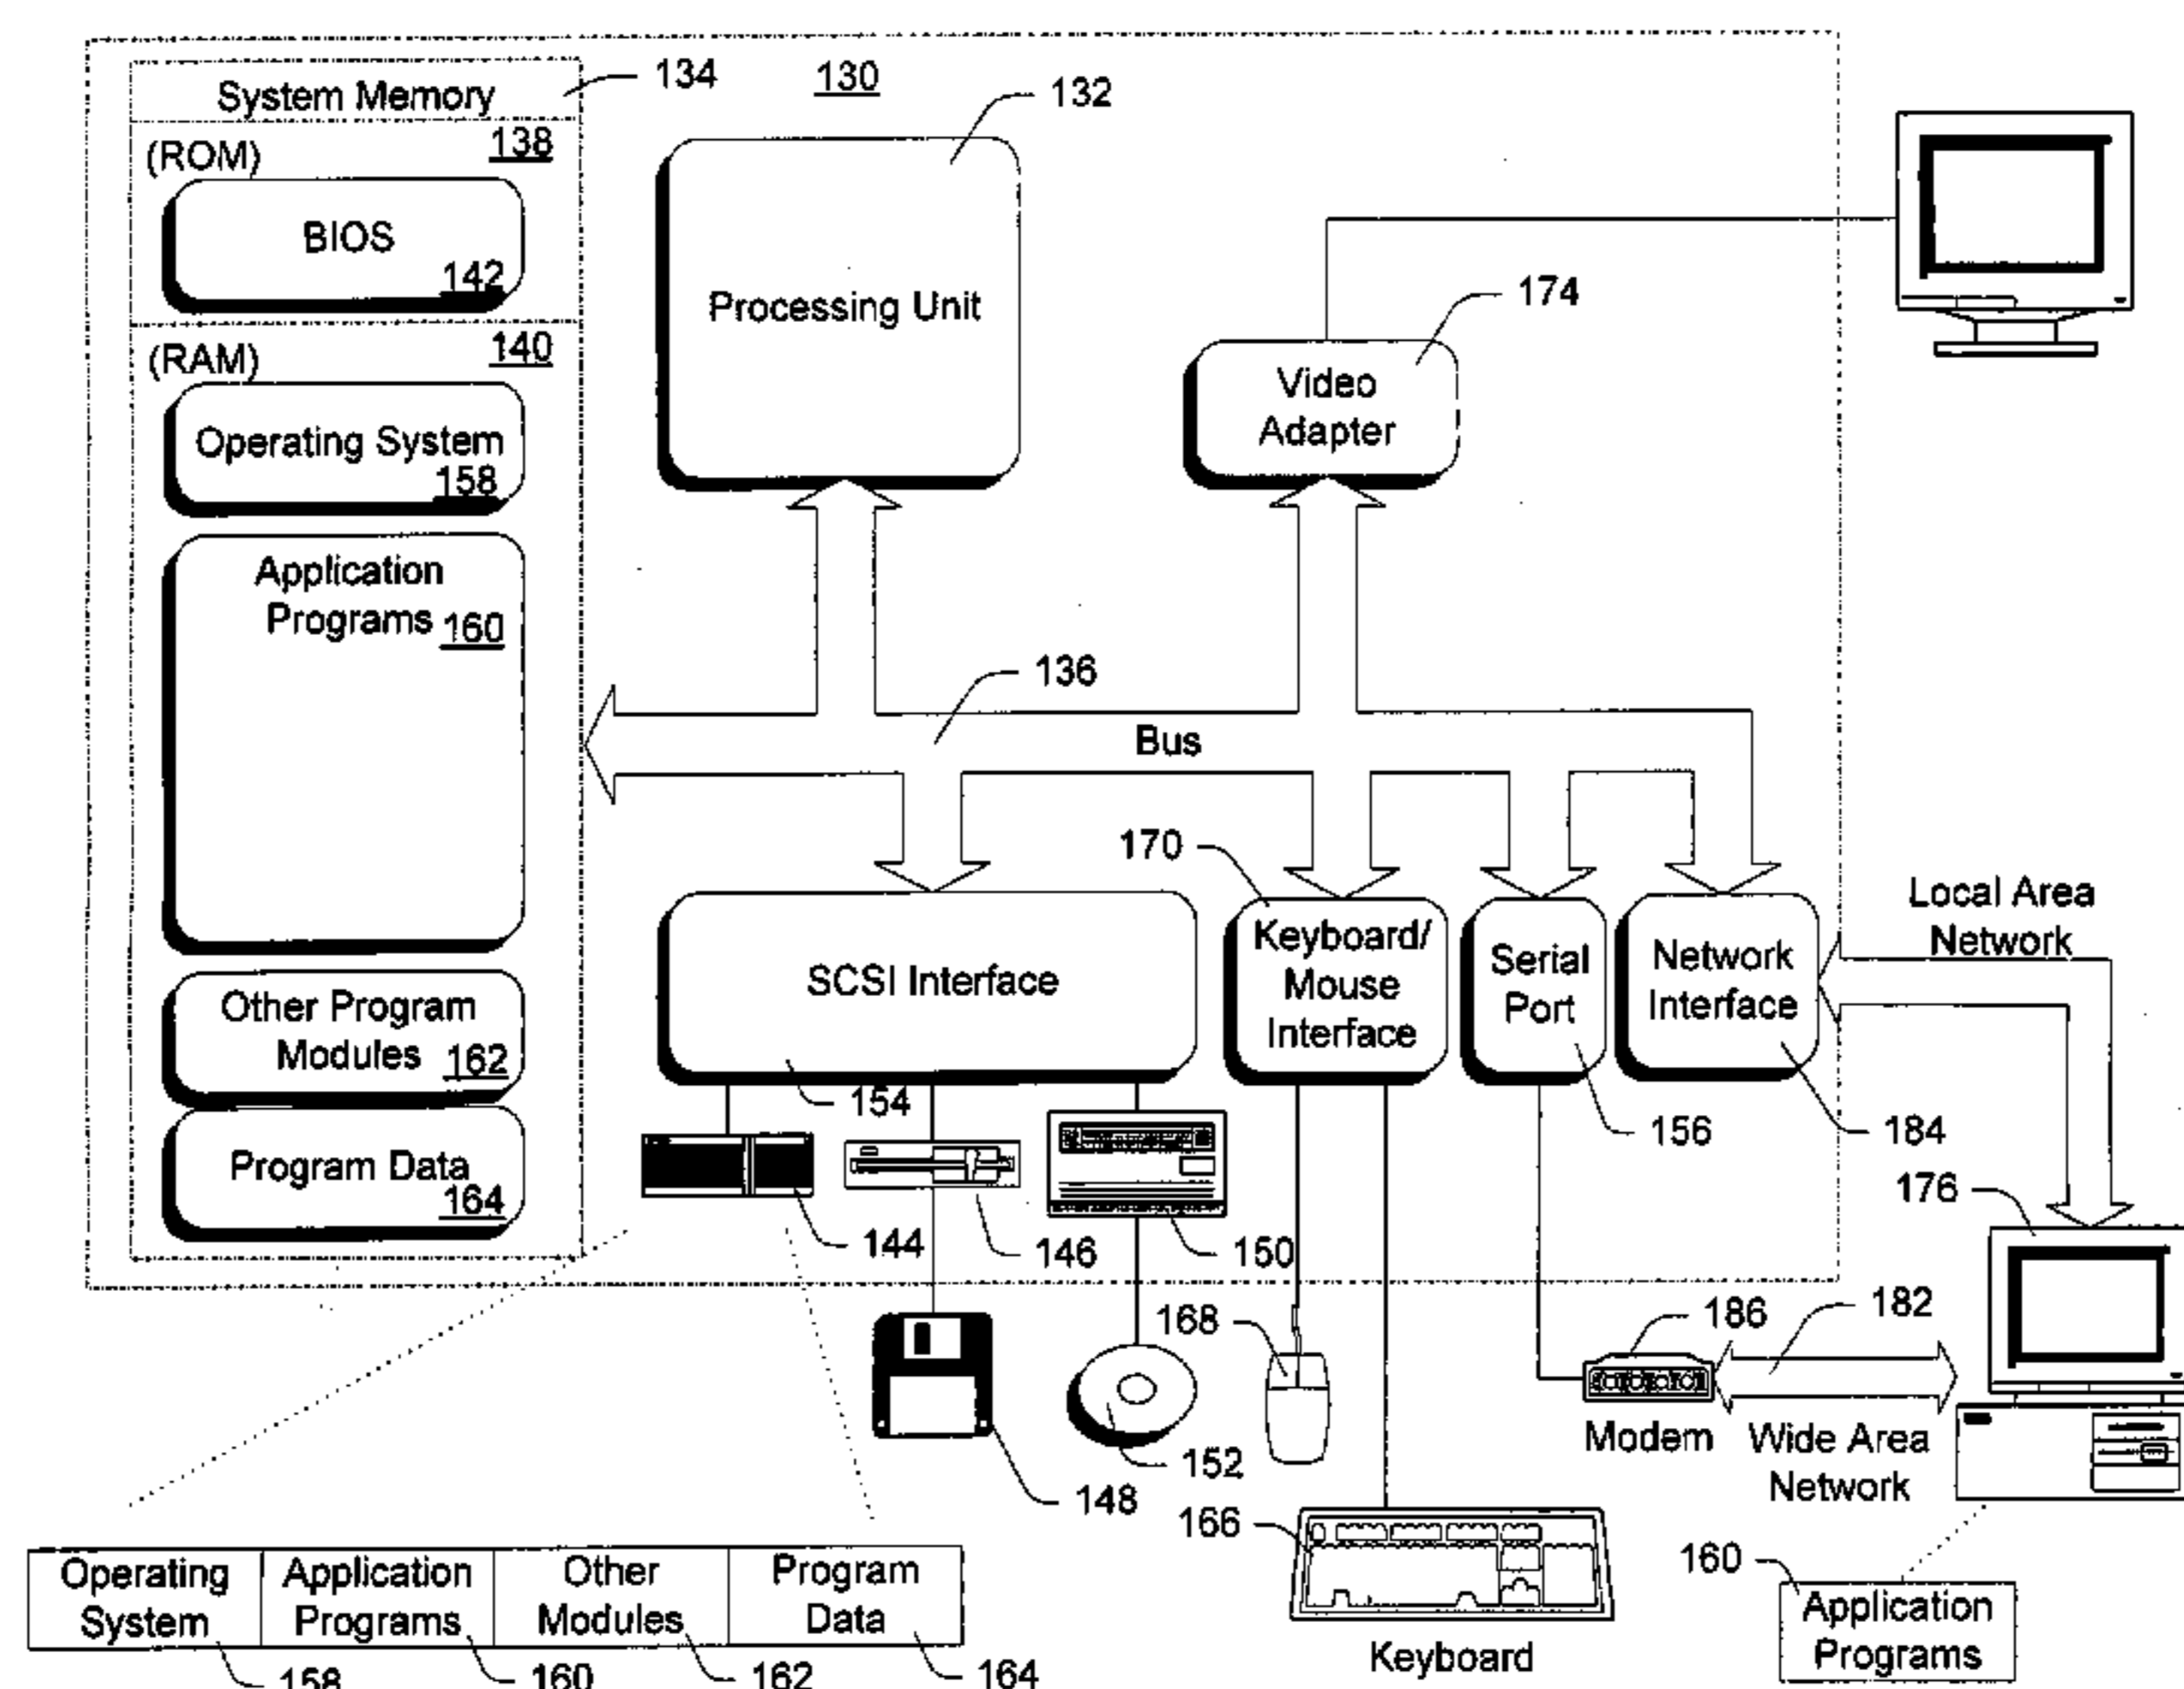 System Memory
134
130
132
(ROM)
138
BIOS
142
Processing Unit
174
(RAM)
140
Video
Adapter
Operating System
158
Application
Programs 160
136
Bus
170
Local Area
Network
SCSI Interface
Keyboard/
Mouse
Interface
Serial
Port
Network
Interface
Other Program
Modules 162
154
156
184
Program Data
164
144
146
150
176
168
186
182
Modem
Wide Area
Network
152
148
166
160
Operating
System
Application
Programs
Other
Modules
Program
Data
Application
Programs
Keyboard
158
160
162
164